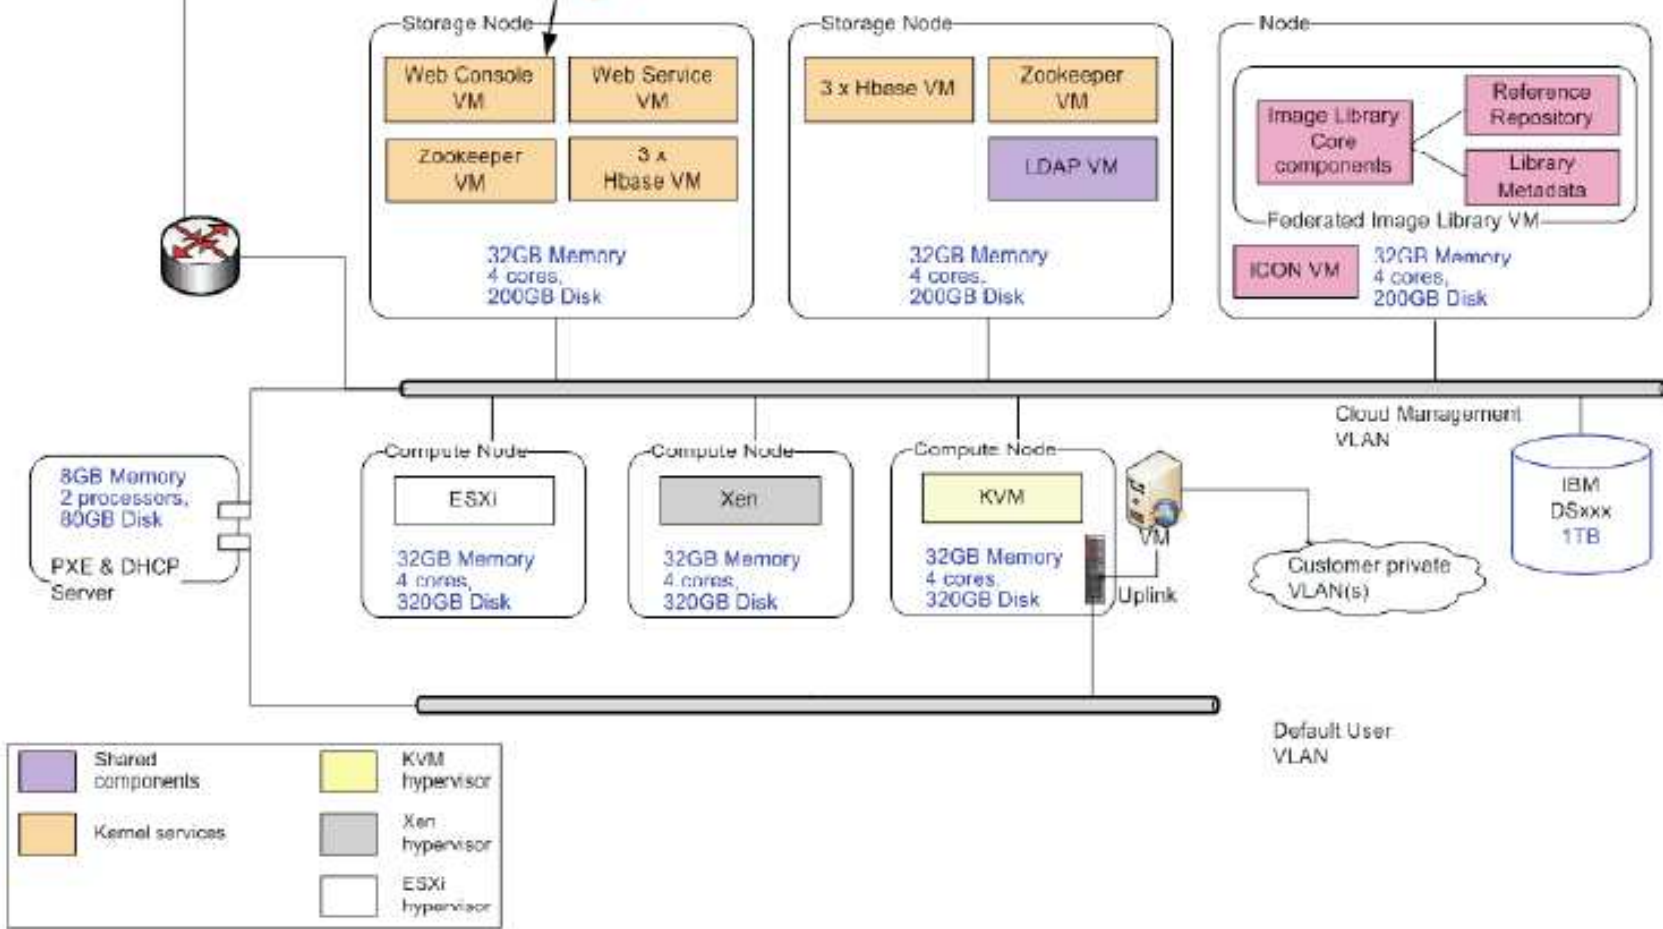 Storage Node
Web Console
VM
Web Service
VM
Zookeeper
VM
3 x
Hbase VM
32GB Memory
4 cores,
200GB Disk
Storage Node
3 x Hbase VM
Zookeeper
VM
LDAP VM
32GB Memory
4 cores,
200GB Disk
Node
Image Library
Core
components
Reference
Repository
Library
Metadata
Federated Image Library VM
ICON VM
32GB Memory
4 cores,
200GB Disk
Cloud Management
VLAN
8GB Memory
2 processors,
80GB Disk
PXE & DHCP
Server
Compute Node
ESXi
32GB Memory
4 cores,
320GB Disk
Compute Node
Xen
32GB Memory
4 cores,
320GB Disk
Compute Node
KVM
32GB Memory
4 cores,
320GB Disk
VM
Uplink
Customer private
VLAN(s)
IBM
DSxxx
1TB
Default User
VLAN
Shared
components
Kernel services
KVM
hypervisor
Xen
hypervisor
ESXi
hypervisor